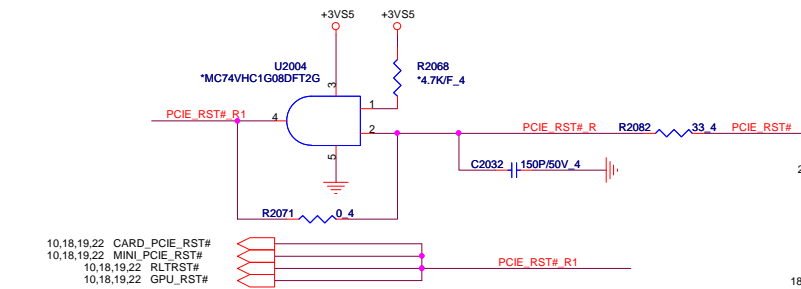 +3VS5
+3VS5
U2004
*MC74VHC1G08DFT2G
R2068
*4.7K/F_4
3
1
PCIE_RST#_R1
4
2
PCIE_RST#_R
R2082
33_4
PCIE_RST#
5
C2032
150P/50V_4
2
R2071
0_4
10,18,19,22 CARD_PCIE_RST#
10,18,19,22 MINI_PCIE_RST#
10,18,19,22 RLTRST#
10,18,19,22 GPU_RST#
PCIE_RST#_R1
18